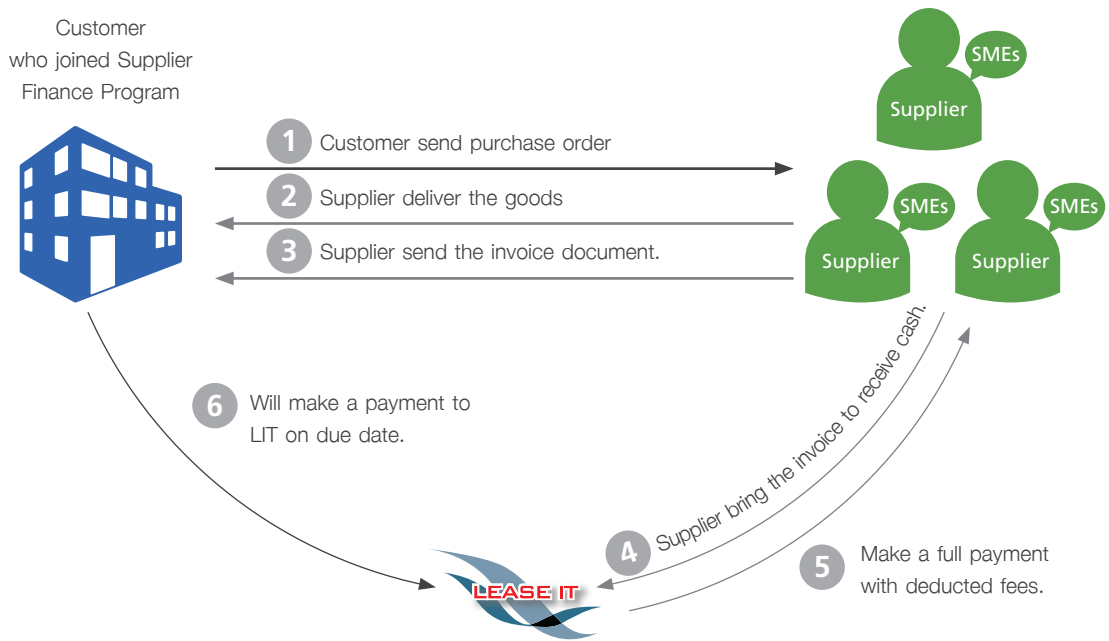 Customer
who joined Supplier
Finance Program
SMEs
Supplier
1 Customer send purchase order
2 Supplier deliver the goods
3 Supplier send the invoice document.
SMEs
Supplier
SMEs
Supplier
4 Supplier bring the invoice to receive cash.
5 Make a full payment
with deducted fees.
6 Will make a payment to
LIT on due date.
LEASE IT